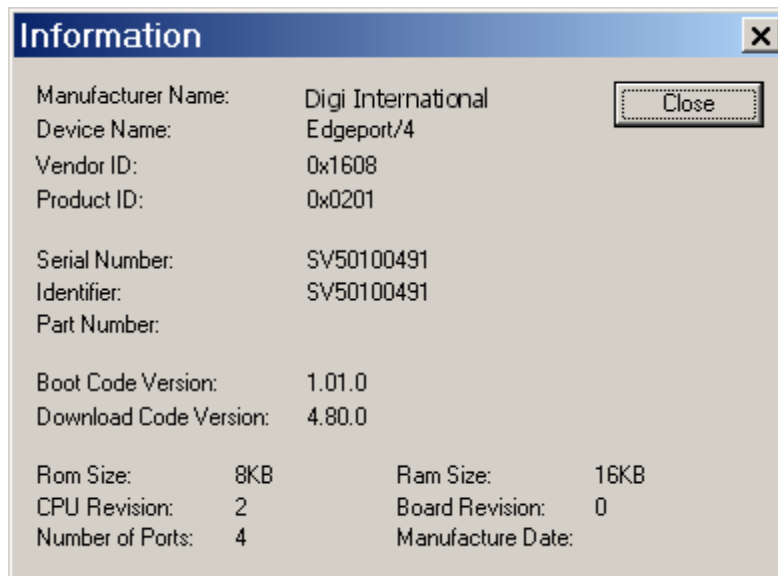 Information
Manufacturer Name: Digi International
Close
Device Name: Edgeport/4
Vendor ID: 0x1608
Product ID: 0x0201
Serial Number: SV50100491
Identifier: SV50100491
Part Number:
Boot Code Version: 1.01.0
Download Code Version: 4.80.0
Rom Size: 8KB Ram Size: 16KB
CPU Revision: 2 Board Revision: 0
Number of Ports: 4 Manufacture Date: